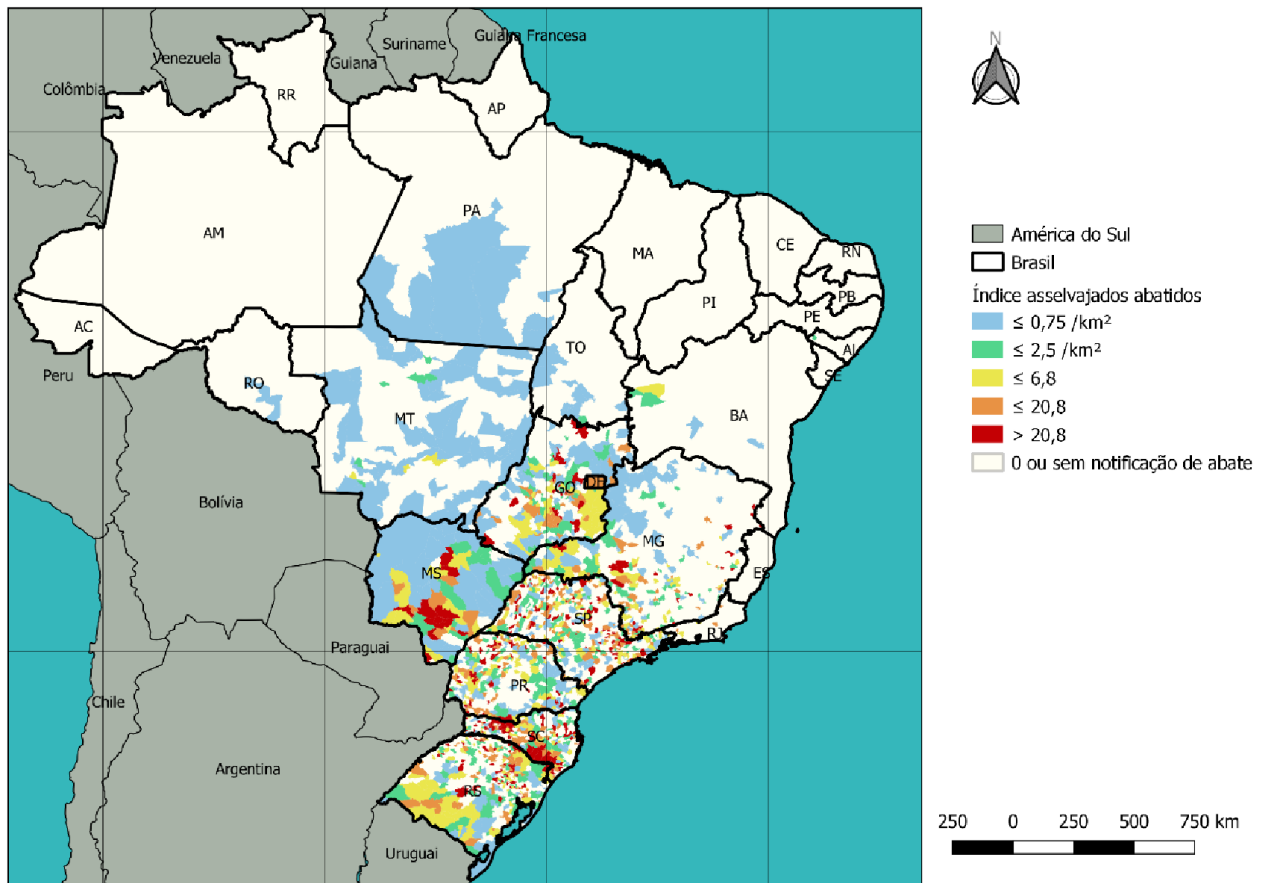 Suriname
Guiana Francesa
Venezuela
Guiana
Colômbia
RR
AP
N
PA
AM
MA
CE
RN
PI
PB
PE
AC
AL
TO
SE
Peru
RO
MT
BA
GO
DF
Bolívia
MG
MS
ES
SP
RJ
Paraguai
PR
Chile
SC
Argentina
RS
Uruguai
América do Sul
Brasil
Índice asselvajados abatidos
≤ 0,75 /km²
≤ 2,5 /km²
≤ 6,8
≤ 20,8
> 20,8
0 ou sem notificação de abate
250 0 250 500 750 km